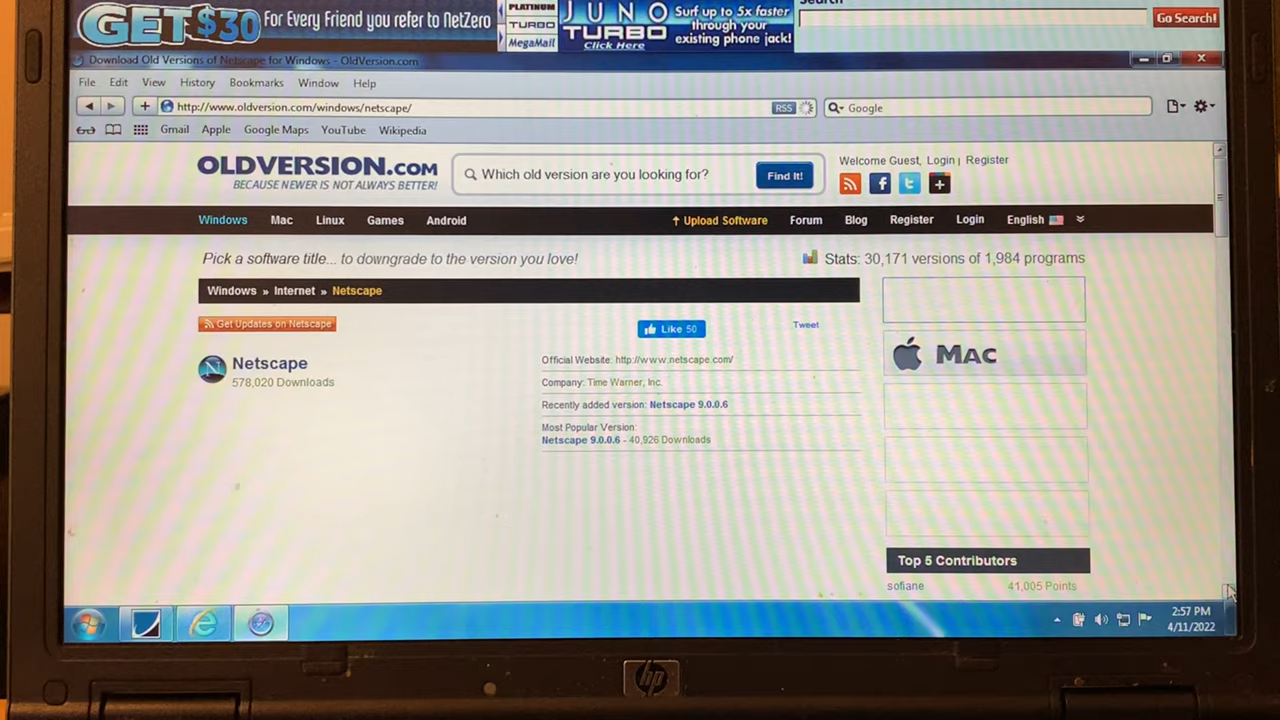 GET $30 For Every Friend you refer to NetZero
PLATINUM
TURBO
MegaMail
JUNO
TURBO
Click Here
Surf up to 5x faster
through your
existing phone jack!
Search
Go Search!
Download Old Versions of Netscape for Windows - OldVersion.com
File Edit View History Bookmarks Window Help
http://www.oldversion.com/windows/netscape/ RSS Google
Gmail Apple Google Maps YouTube Wikipedia
OLDVERSION.COM
BECAUSE NEWER IS NOT ALWAYS BETTER!
Which old version are you looking for? Find It!
Welcome Guest, Login | Register
Windows Mac Linux Games Android Upload Software Forum Blog Register Login English
Pick a software title... to downgrade to the version you love!
Stats: 30,171 versions of 1,984 programs
Windows » Internet » Netscape
Get Updates on Netscape
Like 50
Tweet
Netscape
578,020 Downloads
Official Website: http://www.netscape.com/
Company: Time Warner, Inc.
Recently added version: Netscape 9.0.0.6
Most Popular Version:
Netscape 9.0.0.6 - 40,926 Downloads
MAC
Top 5 Contributors
sofiane 41,005 Points
2:57 PM
4/11/2022
hp